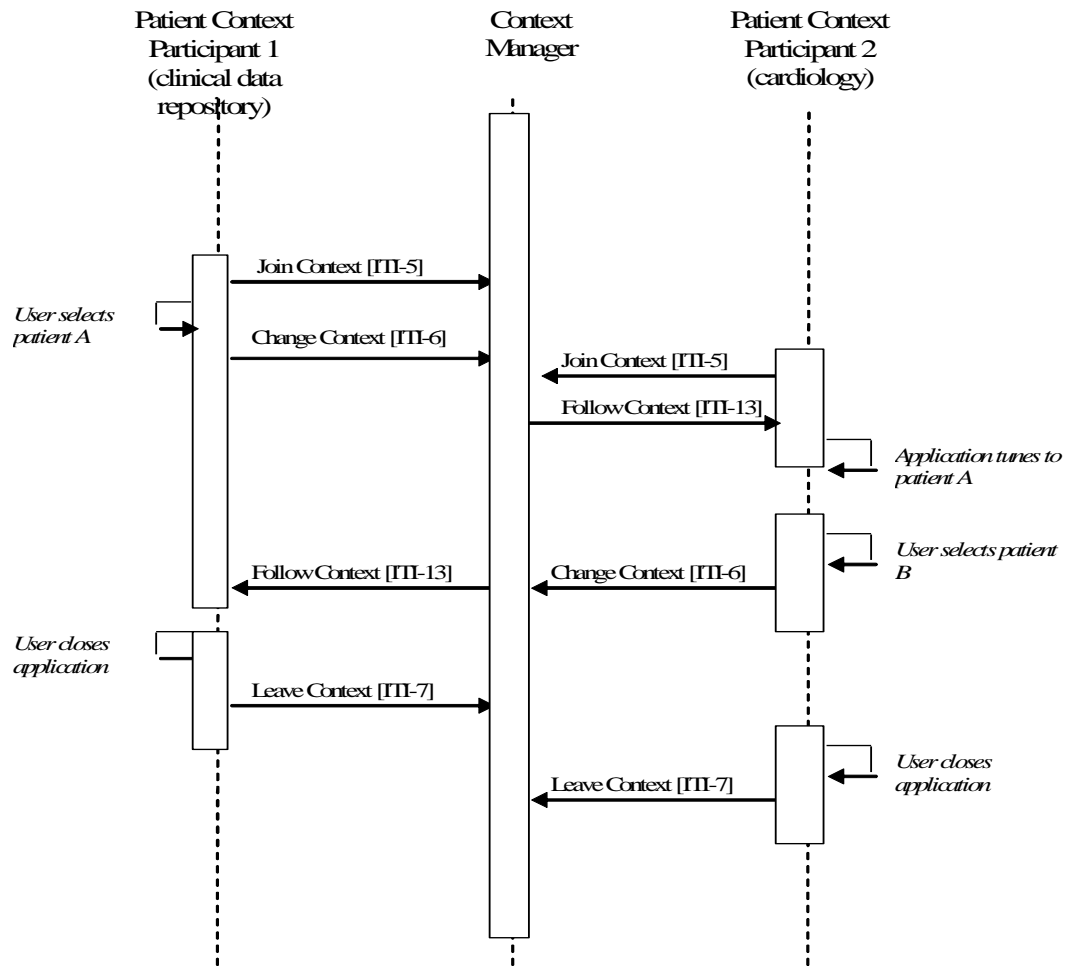 Patient Context
Participant 1
(clinical data
repository)
Context
Manager
Patient Context
Participant 2
(cardiology)
Join Context [ITI-5]
User selects
patient A
Change Context [ITI-6]
Join Context [ITI-5]
Follow Context [ITI-13]
Application tunes to
patient A
User selects patient
B
Follow Context [ITI-13]
Change Context [ITI-6]
User closes
application
Leave Context [ITI-7]
User closes
application
Leave Context [ITI-7]